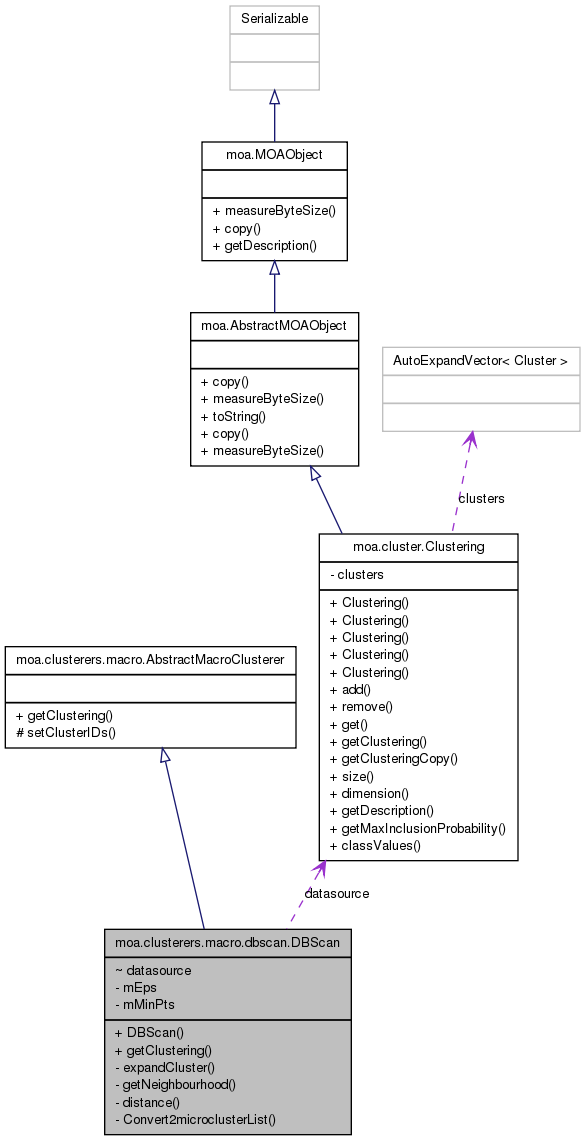 Serializable
moa.MOAObject
+ measureByteSize()
+ copy()
+ getDescription()
moa.AbstractMOAObject
+ copy()
+ measureByteSize()
+ toString()
+ copy()
+ measureByteSize()
AutoExpandVector< Cluster >
clusters
moa.cluster.Clustering
- clusters
+ Clustering()
+ Clustering()
+ Clustering()
+ Clustering()
+ Clustering()
+ add()
+ remove()
+ get()
+ getClustering()
+ getClusteringCopy()
+ size()
+ dimension()
+ getDescription()
+ getMaxInclusionProbability()
+ classValues()
moa.clusterers.macro.AbstractMacroClusterer
+ getClustering()
# setClusterIDs()
datasource
moa.clusterers.macro.dbscan.DBScan
~ datasource
- mEps
- mMinPts
+ DBScan()
+ getClustering()
- expandCluster()
- getNeighbourhood()
- distance()
- Convert2microclusterList()